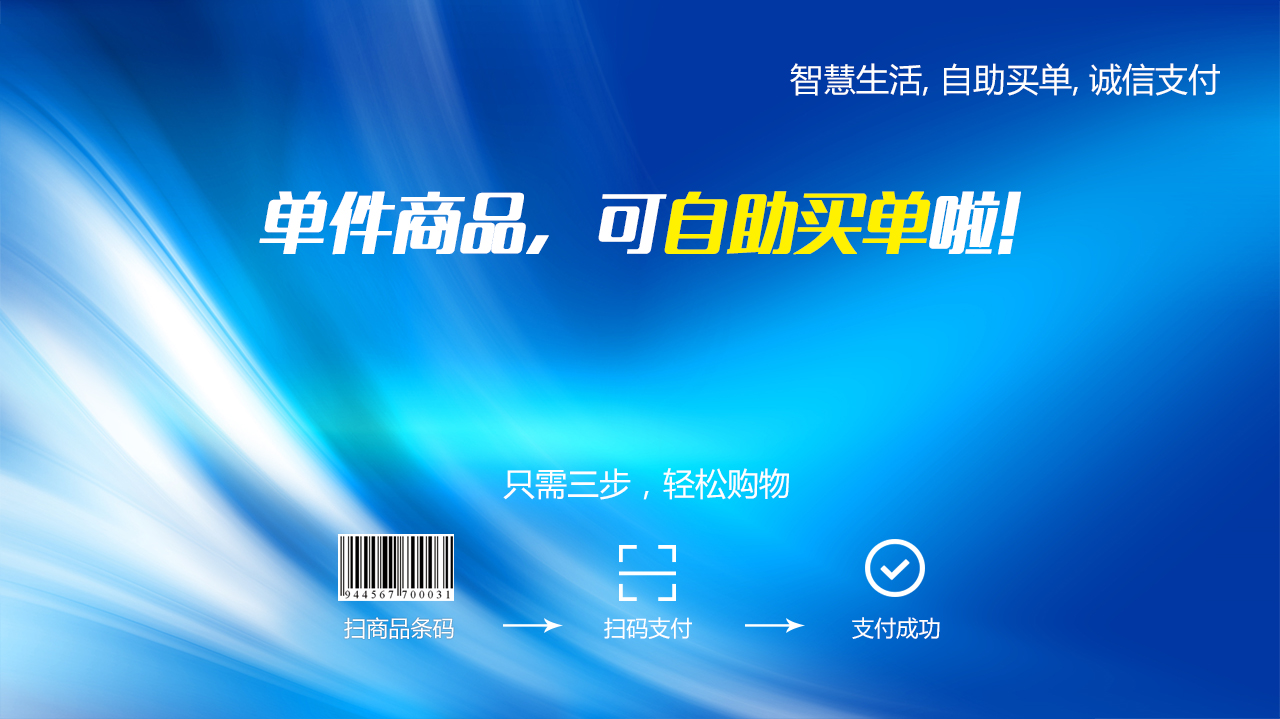 智慧生活, 自助买单, 诚信支付
单件商品，可自助买单啦!
只需三步，轻松购物
944567 700031
扫商品条码
扫码支付
支付成功